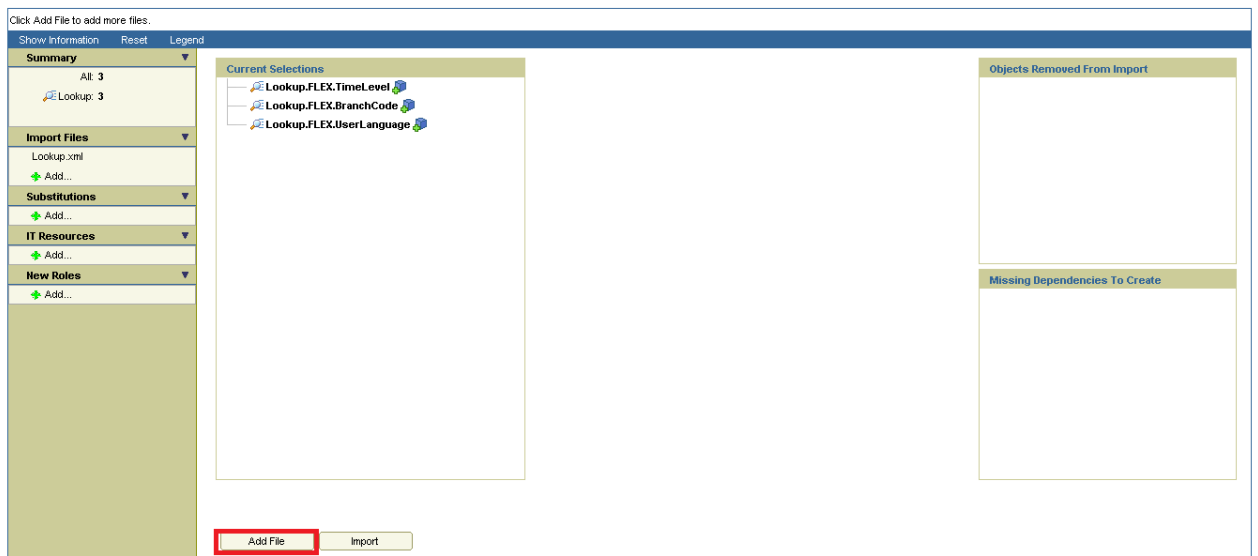 Click Add File to add more files.
Show Information Reset Legend
Summary
All: 3
Lookup: 3
Import Files
Lookup.xml
Add...
Substitutions
Add...
IT Resources
Add...
New Roles
Add...
Current Selections
Lookup.FLEX.TimeLevel
Lookup.FLEX.BranchCode
Lookup.FLEX.UserLanguage
Objects Removed From Import
Missing Dependencies To Create
Add File Import